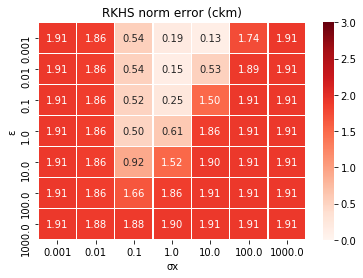 RKHS norm error (ckm)
ε
0.001 1.91 1.86 0.54 0.19 0.13 1.74 1.91
0.01 1.91 1.86 0.54 0.15 0.53 1.89 1.91
0.1 1.91 1.86 0.52 0.25 1.50 1.91 1.91
1.0 1.91 1.86 0.50 0.61 1.86 1.91 1.91
10.0 1.91 1.86 0.92 1.52 1.90 1.91 1.91
100.0 1.91 1.86 1.66 1.86 1.91 1.91 1.91
1000.0 1.91 1.88 1.88 1.90 1.91 1.91 1.91
0.001 0.01 0.1 1.0 10.0 100.0 1000.0
σx
3.0
2.5
2.0
1.5
1.0
0.5
0.0